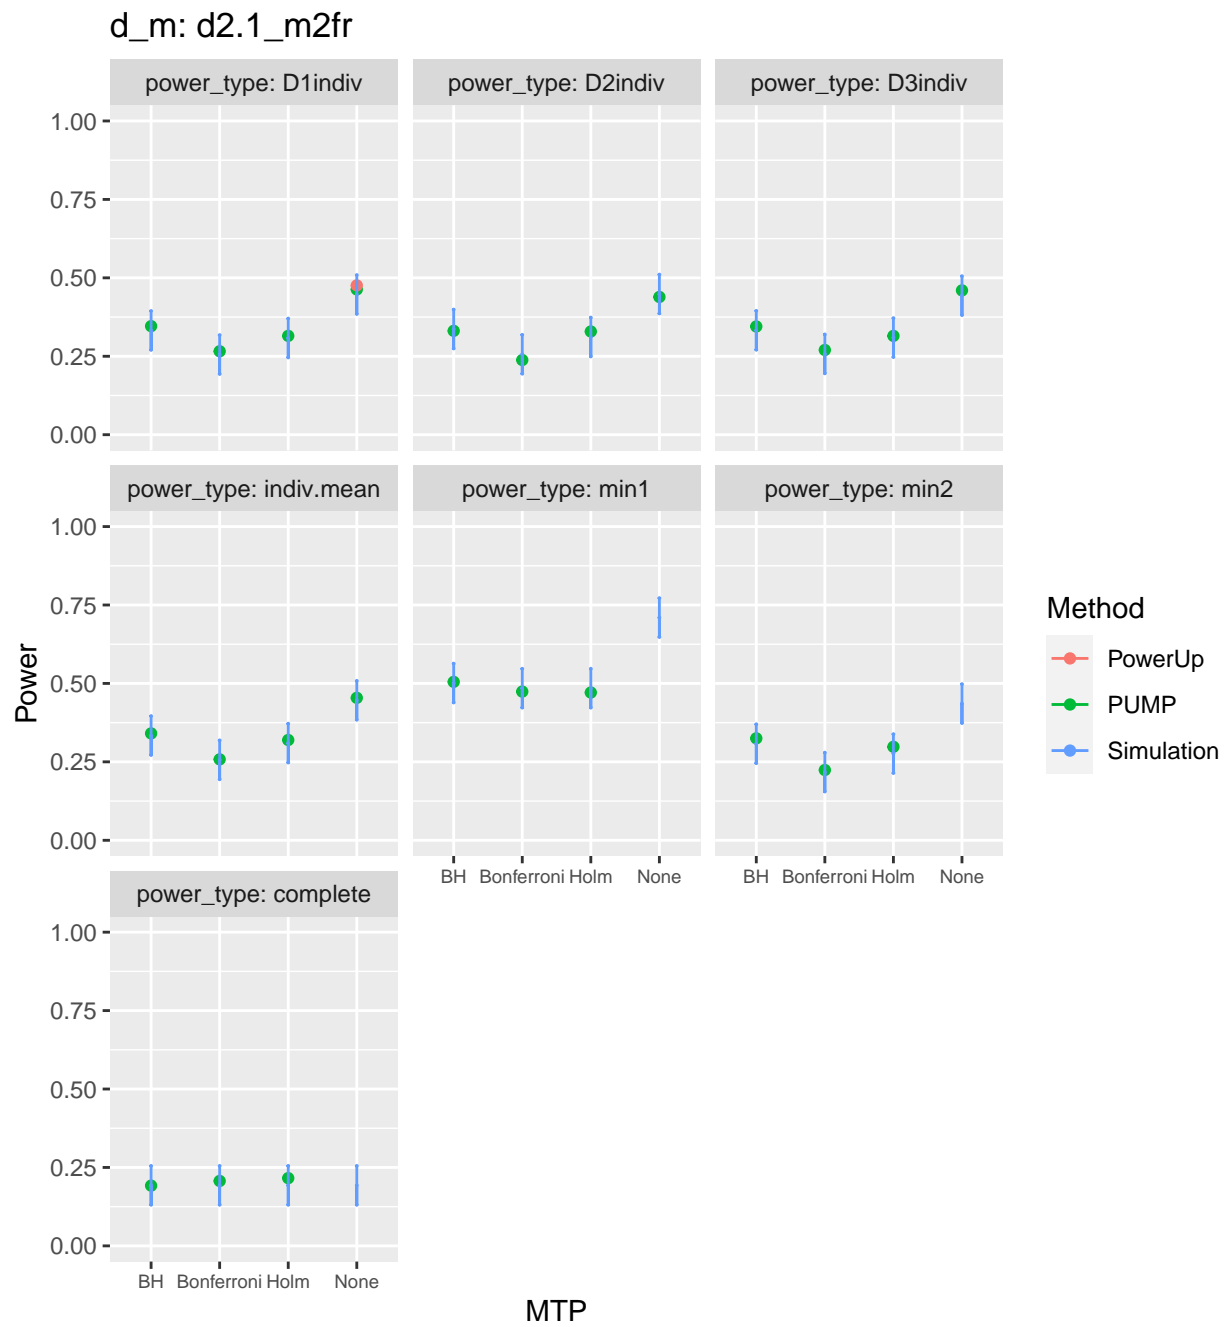 d_m: d2.1_m2fr
power_type: D1indiv
power_type: D2indiv
power_type: D3indiv
1.00
0.75
0.50
0.25
0.00
power_type: indiv.mean
power_type: min1
power_type: min2
1.00
0.75
0.50
0.25
0.00
BH Bonferroni Holm None
BH Bonferroni Holm None
power_type: complete
1.00
0.75
0.50
0.25
0.00
BH Bonferroni Holm None
Power
MTP
Method
PowerUp
PUMP
Simulation